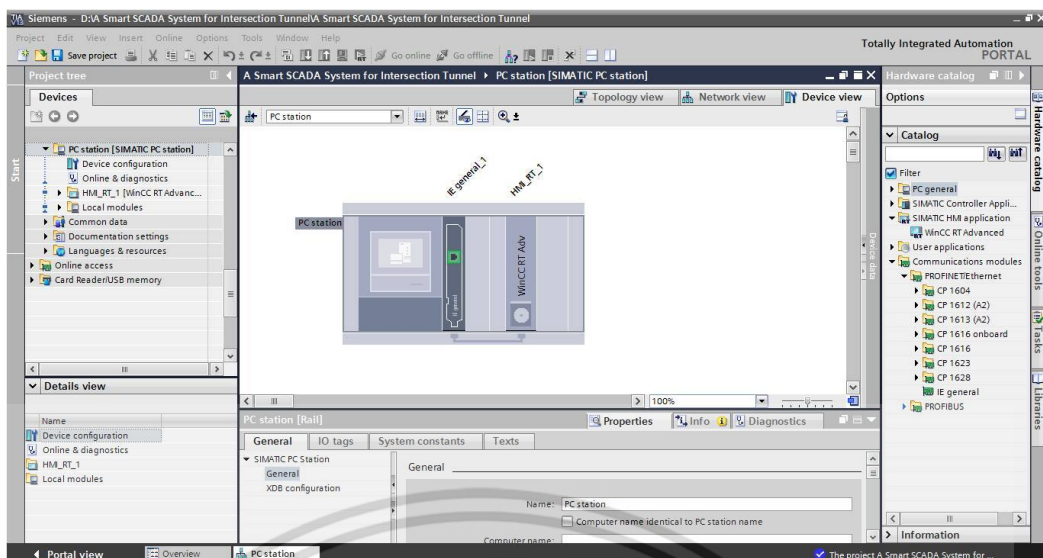 Siemens - D:\A Smart SCADA System for Intersection Tunnel\A Smart SCADA System for Intersection Tunnel
Project Edit View Insert Online Options Tools Window Help
Totally Integrated Automation
PORTAL
Save project Go online Go offline
Project tree
Devices
Start
PC station [SIMATIC PC station]
Device configuration
Online & diagnostics
HMI_RT_1 [WinCC RT Advanc...
Local modules
Common data
Documentation settings
Languages & resources
Online access
Card Reader/USB memory
Details view
Name
Device configuration
Online & diagnostics
HMI_RT_1
Local modules
A Smart SCADA System for Intersection Tunnel PC station [SIMATIC PC station]
Topology view Network view Device view
PC station
IE general_1
HMI_RT_1
PC station
IE general
WinCC RT Adv
Device data
100%
PC station [Rail]
Properties Info Diagnostics
General IO tags System constants Texts
SIMATIC PC Station
General
XDB configuration
General
Name: PC station
Computer name identical to PC station name
Computer name:
Hardware catalog
Options
Catalog
Filter
PC general
SIMATIC Controller Appli...
SIMATIC HMI application
WinCC RT Advanced
User applications
Communications modules
PROFINET/Ethernet
CP 1604
CP 1612 (A2)
CP 1613 (A2)
CP 1616 onboard
CP 1616
CP 1623
CP 1628
IE general
PROFIBUS
Information
Hardware catalog
Online tools
Tasks
Libraries
Portal view Overview PC station
The project A Smart SCADA System for ...